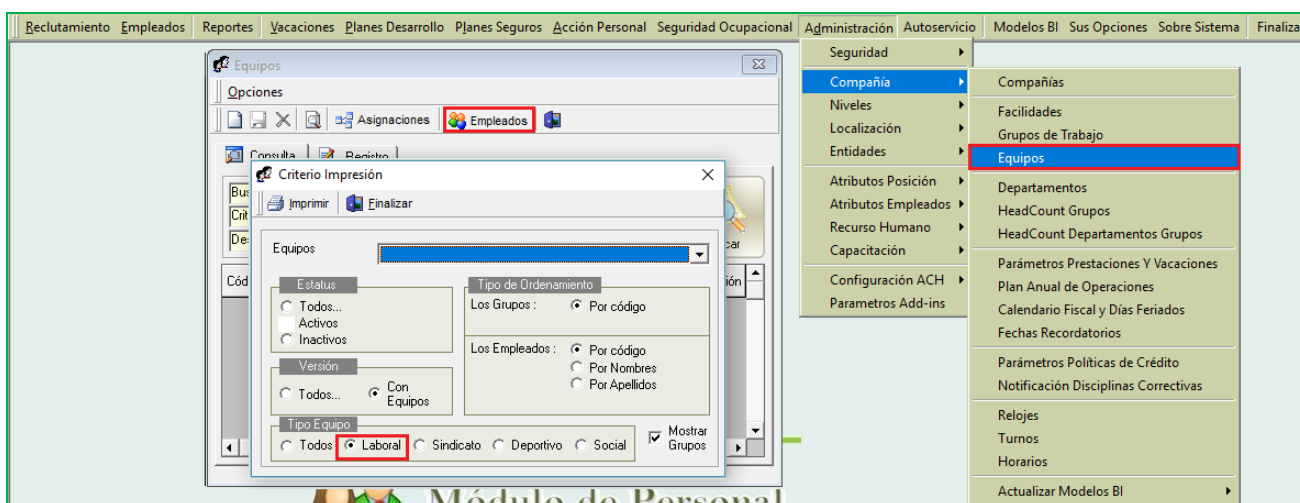 Reclutamiento Empleados Reportes Vacaciones Planes Desarrollo Planes Seguros Acción Personal Seguridad Ocupacional Administración Autoservicio Modelos BI Sus Opciones Sobre Sistema Finaliza
Equipos
Opciones
Asignaciones Empleados
Consulta Registro
Criterio Impresión
Imprimir Finalizar
Equipos
Estatus
Todos...
Activos
Inactivos
Versión
Todos... Con Equipos
Tipo de Ordenamiento
Los Grupos : Por código
Los Empleados : Por código
Por Nombres
Por Apellidos
Tipo Equipo
Todos Laboral Sindicato Deportivo Social
Mostrar Grupos
Bus
Crit
De
car
Cód
ión
Seguridad
Compañía
Niveles
Localización
Entidades
Atributos Posición
Atributos Empleados
Recurso Humano
Capacitación
Configuración ACH
Parametros Add-ins
Compañías
Facilidades
Grupos de Trabajo
Equipos
Departamentos
HeadCount Grupos
HeadCount Departamentos Grupos
Parámetros Prestaciones Y Vacaciones
Plan Anual de Operaciones
Calendario Fiscal y Días Feriados
Fechas Recordatorios
Parámetros Políticas de Crédito
Notificación Disciplinas Correctivas
Relojes
Turnos
Horarios
Actualizar Modelos BI
Módulo de Personal